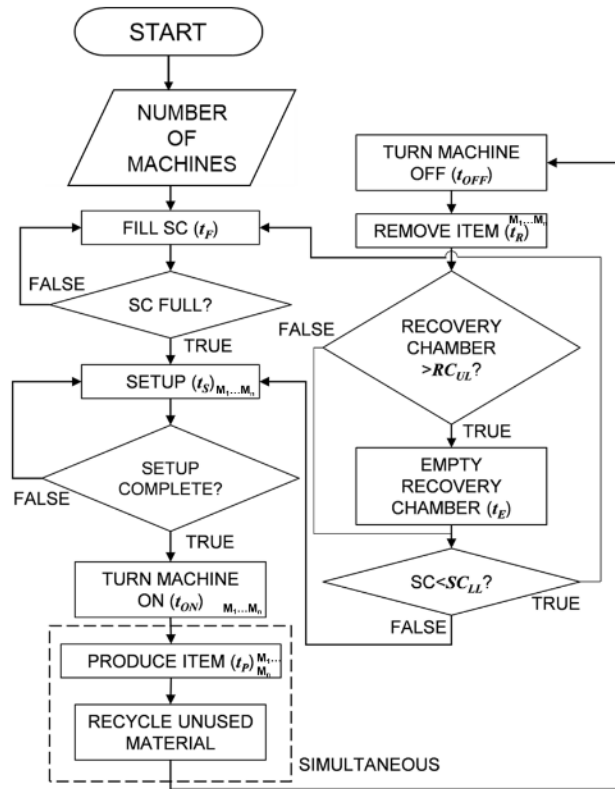 START
NUMBER
OF
MACHINES
FILL SC (t_F)
FALSE
SC FULL?
TRUE
SETUP (t_S) M₁...Mₙ
SETUP
COMPLETE?
FALSE
TRUE
TURN MACHINE
ON (t_ON) M₁...Mₙ
PRODUCE ITEM (t_P) M₁...
Mₙ
RECYCLE UNUSED
MATERIAL
SIMULTANEOUS
TURN MACHINE
OFF (t_OFF)
REMOVE ITEM (t_R) M₁...Mₙ
FALSE
RECOVERY
CHAMBER
>RC_UL?
TRUE
EMPTY
RECOVERY
CHAMBER (t_E)
SC<SC_LL?
TRUE
FALSE